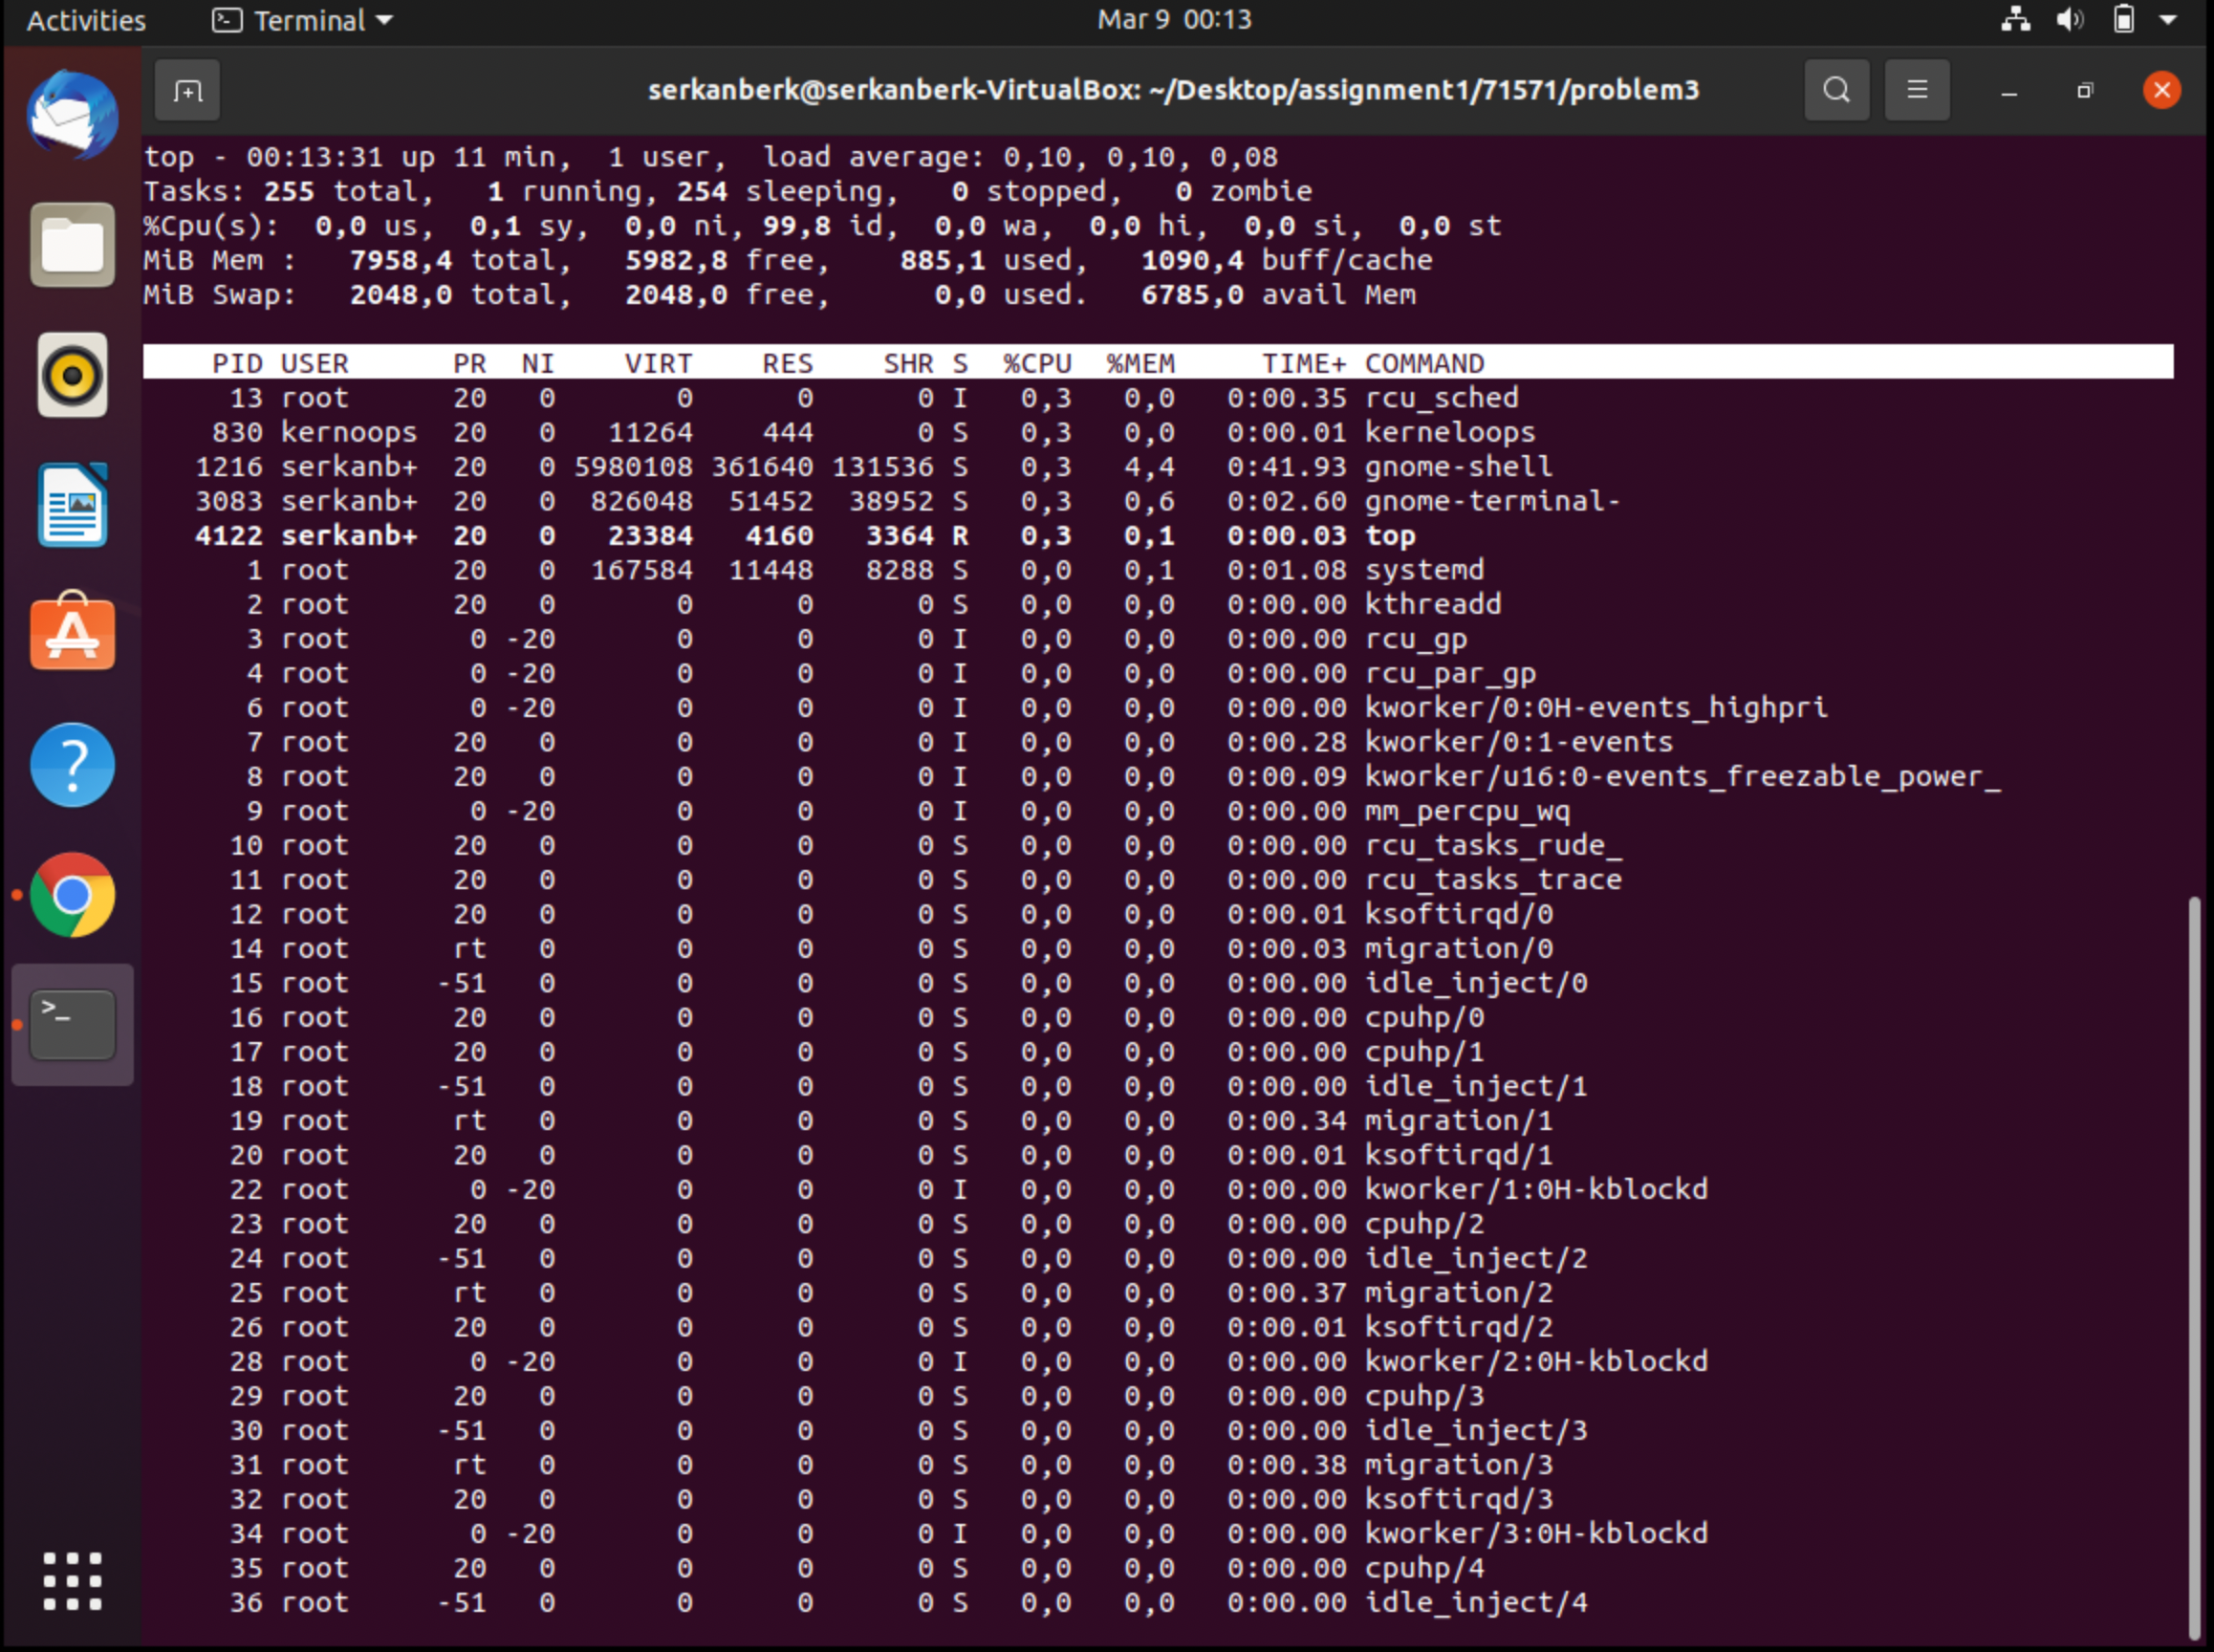 Activities Terminal Mar 9 00:13
serkanberk@serkanberk-VirtualBox: ~/Desktop/assignment1/71571/problem3
top - 00:13:31 up 11 min,  1 user,  load average: 0,10, 0,10, 0,08
Tasks: 255 total,   1 running, 254 sleeping,   0 stopped,   0 zombie
%Cpu(s):  0,0 us,  0,1 sy,  0,0 ni, 99,8 id,  0,0 wa,  0,0 hi,  0,0 si,  0,0 st
MiB Mem :   7958,4 total,   5982,8 free,    885,1 used,   1090,4 buff/cache
MiB Swap:   2048,0 total,   2048,0 free,      0,0 used.   6785,0 avail Mem
PID USER PR NI VIRT RES SHR S %CPU %MEM TIME+ COMMAND
13 root 20 0 0 0 0 I 0,3 0,0 0:00.35 rcu_sched
830 kernoops 20 0 11264 444 0 S 0,3 0,0 0:00.01 kerneloops
1216 serkanb+ 20 0 5980108 361640 131536 S 0,3 4,4 0:41.93 gnome-shell
3083 serkanb+ 20 0 826048 51452 38952 S 0,3 0,6 0:02.60 gnome-terminal-
4122 serkanb+ 20 0 23384 4160 3364 R 0,3 0,1 0:00.03 top
1 root 20 0 167584 11448 8288 S 0,0 0,1 0:01.08 systemd
2 root 20 0 0 0 0 S 0,0 0,0 0:00.00 kthreadd
3 root 0 -20 0 0 0 I 0,0 0,0 0:00.00 rcu_gp
4 root 0 -20 0 0 0 I 0,0 0,0 0:00.00 rcu_par_gp
6 root 0 -20 0 0 0 I 0,0 0,0 0:00.00 kworker/0:0H-events_highpri
7 root 20 0 0 0 0 I 0,0 0,0 0:00.28 kworker/0:1-events
8 root 20 0 0 0 0 I 0,0 0,0 0:00.09 kworker/u16:0-events_freezable_power_
9 root 0 -20 0 0 0 I 0,0 0,0 0:00.00 mm_percpu_wq
10 root 20 0 0 0 0 S 0,0 0,0 0:00.00 rcu_tasks_rude_
11 root 20 0 0 0 0 S 0,0 0,0 0:00.00 rcu_tasks_trace
12 root 20 0 0 0 0 S 0,0 0,0 0:00.01 ksoftirqd/0
14 root rt 0 0 0 0 S 0,0 0,0 0:00.03 migration/0
15 root -51 0 0 0 0 S 0,0 0,0 0:00.00 idle_inject/0
16 root 20 0 0 0 0 S 0,0 0,0 0:00.00 cpuhp/0
17 root 20 0 0 0 0 S 0,0 0,0 0:00.00 cpuhp/1
18 root -51 0 0 0 0 S 0,0 0,0 0:00.00 idle_inject/1
19 root rt 0 0 0 0 S 0,0 0,0 0:00.34 migration/1
20 root 20 0 0 0 0 S 0,0 0,0 0:00.01 ksoftirqd/1
22 root 0 -20 0 0 0 I 0,0 0,0 0:00.00 kworker/1:0H-kblockd
23 root 20 0 0 0 0 S 0,0 0,0 0:00.00 cpuhp/2
24 root -51 0 0 0 0 S 0,0 0,0 0:00.00 idle_inject/2
25 root rt 0 0 0 0 S 0,0 0,0 0:00.37 migration/2
26 root 20 0 0 0 0 S 0,0 0,0 0:00.01 ksoftirqd/2
28 root 0 -20 0 0 0 I 0,0 0,0 0:00.00 kworker/2:0H-kblockd
29 root 20 0 0 0 0 S 0,0 0,0 0:00.00 cpuhp/3
30 root -51 0 0 0 0 S 0,0 0,0 0:00.00 idle_inject/3
31 root rt 0 0 0 0 S 0,0 0,0 0:00.38 migration/3
32 root 20 0 0 0 0 S 0,0 0,0 0:00.00 ksoftirqd/3
34 root 0 -20 0 0 0 I 0,0 0,0 0:00.00 kworker/3:0H-kblockd
35 root 20 0 0 0 0 S 0,0 0,0 0:00.00 cpuhp/4
36 root -51 0 0 0 0 S 0,0 0,0 0:00.00 idle_inject/4